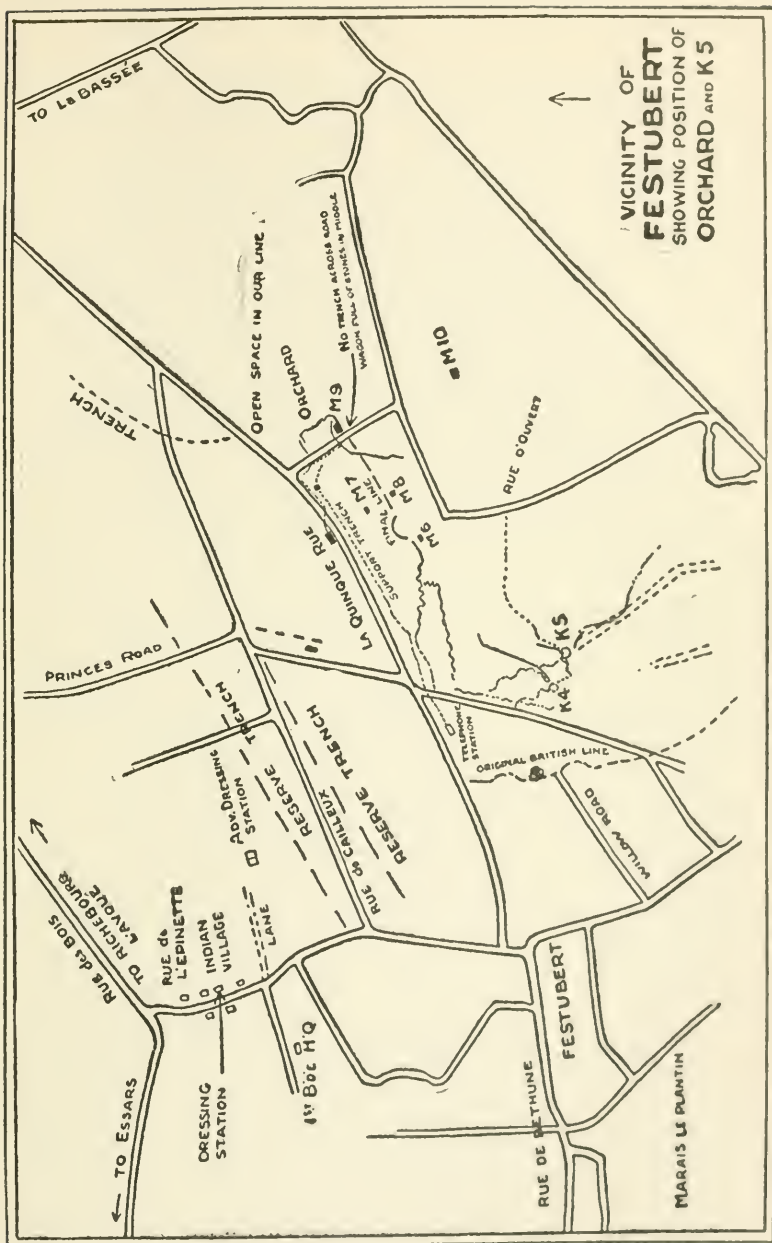 VICINITY OF
FESTUBERT
SHOWING POSITION OF
ORCHARD AND K5
TO LA BASSÉE
OPEN SPACE IN OUR LINE
NO TRENCH ACROSS ROAD
WAGON FULL OF STONES IN MIDDLE
ORCHARD
M9
M10
TRENCH
M7
M8
M6
FINAL LINE
SUPPORT TRENCH
LA QUINQUE RUE
RUE D'OUVERT
K5
K4
PRINCES ROAD
TELEPHONE
STATION
ORIGINAL BRITISH LINE
WILLOW ROAD
RESERVE TRENCH
RUE de CAILLEUX
RESERVE TRENCH
ADV. DRESSING
STATION
LANE
RUE des BOIS
TO RICHEBOURG
L'AVOUE
RUE de
L'EPINETTE
INDIAN
VILLAGE
DRESSING
STATION
1st BDE H'Q
TO ESSARS
FESTUBERT
RUE DE BETHUNE
MARAIS LE PLANTIN